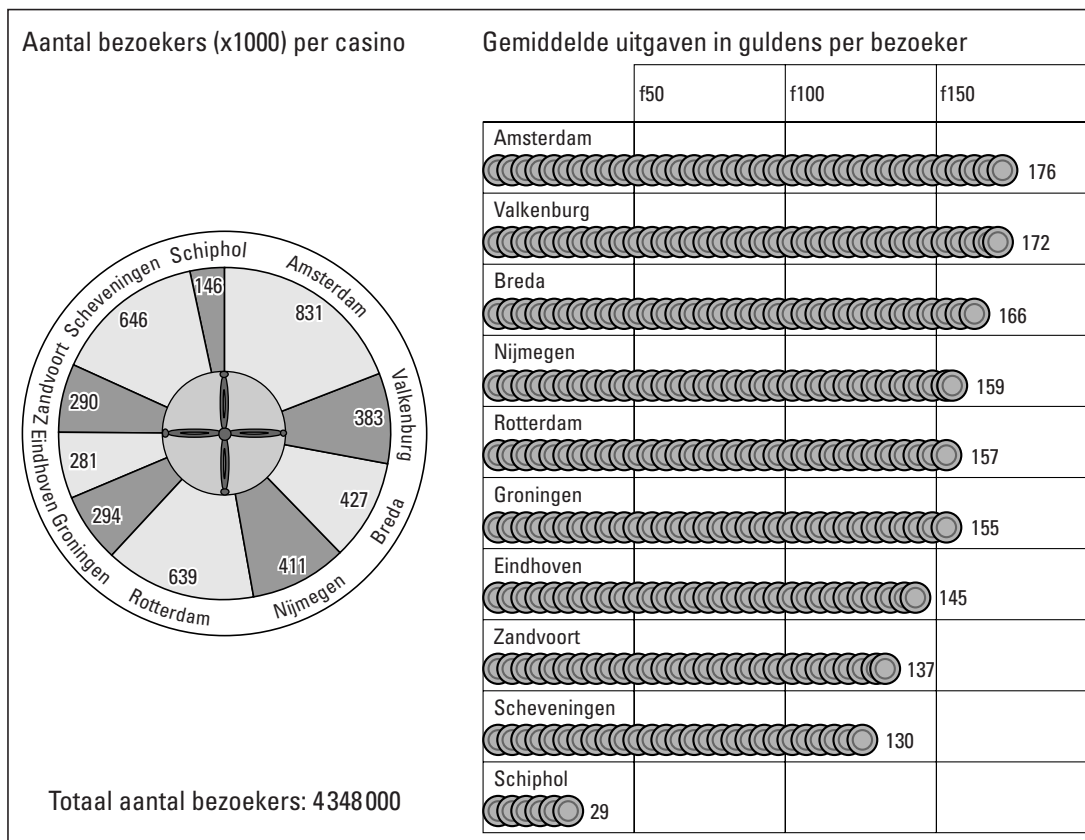 Aantal bezoekers (x1000) per casino
Schiphol
146
Amsterdam
831
Valkenburg
383
Breda
427
Nijmegen
411
Rotterdam
639
Groningen
294
Eindhoven
281
Zandvoort
290
Scheveningen
646
Totaal aantal bezoekers: 4348000
Gemiddelde uitgaven in guldens per bezoeker
f50 f100 f150
Amsterdam
176
Valkenburg
172
Breda
166
Nijmegen
159
Rotterdam
157
Groningen
155
Eindhoven
145
Zandvoort
137
Scheveningen
130
Schiphol
29